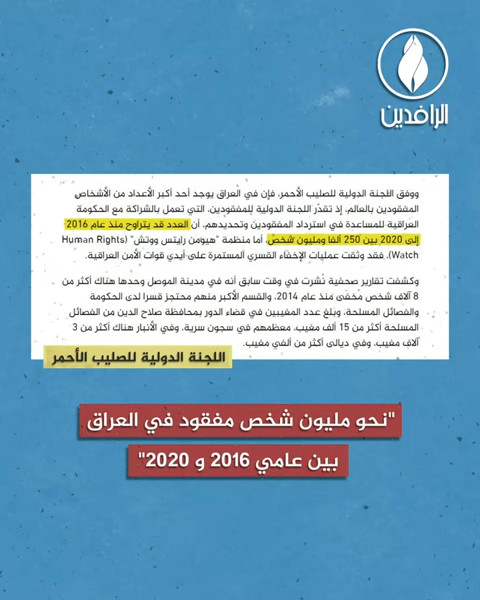 الرافدين
ووفق اللجنة الدولية للصليب الأحمر، فإن في العراق يوجد أحد أكبر الأعداد من الأشخاص
المفقودين بالعالم، إذ تقدّر اللجنة الدولية للمفقودين، التي تعمل بالشراكة مع الحكومة
العراقية للمساعدة في استرداد المفقودين وتحديدهم، أن العدد قد يتراوح منذ عام 2016
إلى 2020 بين 250 ألفا ومليون شخص، أما منظمة "هيومن رايتس ووتش" (Human Rights
Watch)، فقد وثقت عمليات الإخفاء القسري المستمرة على أيدي قوات الأمن العراقية.
وكشفت تقارير صحفية نُشرت في وقت سابق أنه في مدينة الموصل وحدها هناك أكثر من
8 آلاف شخص مُخفى منذ عام 2014، والقسم الأكبر منهم محتجز قسرا لدى الحكومة
والفصائل المسلحة، وبلغ عدد المغيبين في قضاء الدور بمحافظة صلاح الدين من الفصائل
المسلحة أكثر من 15 ألف مغيب، معظمهم في سجون سرية، وفي الأنبار هناك أكثر من 3
آلاف مغيب، وفي ديالى أكثر من ألفي مغيب.
اللجنة الدولية للصليب الأحمر
"نحو مليون شخص مفقود في العراق
بين عامي 2016 و 2020"